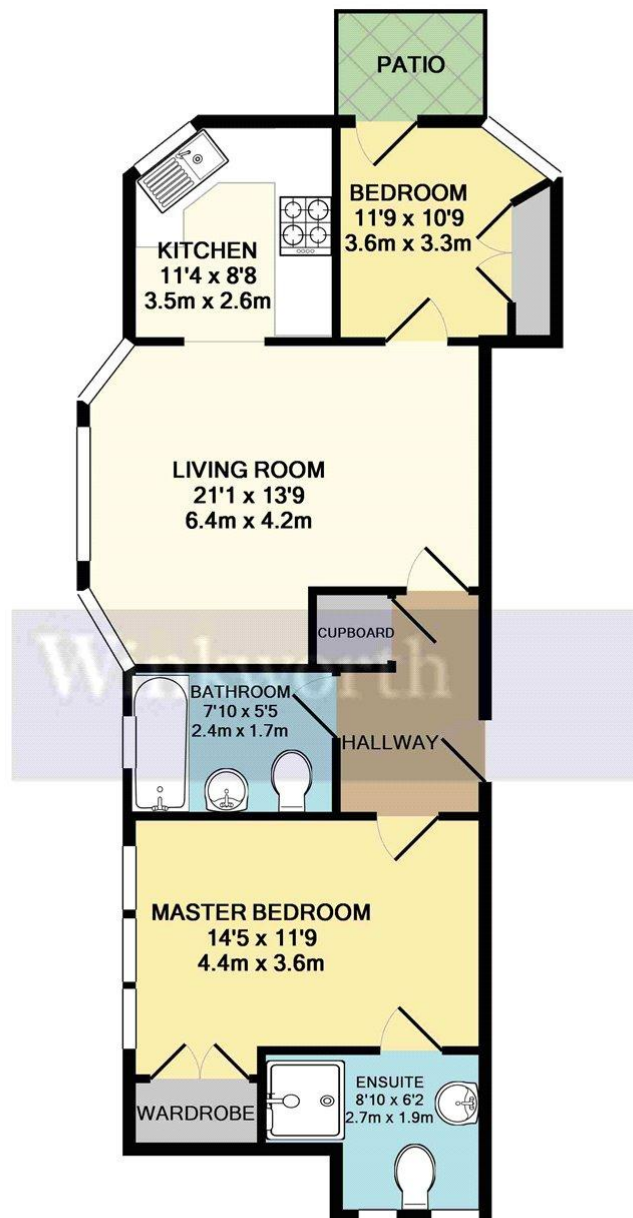 PATIO
BEDROOM
11'9 x 10'9
3.6m x 3.3m
KITCHEN
11'4 x 8'8
3.5m x 2.6m
LIVING ROOM
21'1 x 13'9
6.4m x 4.2m
CUPBOARD
Winkworth
BATHROOM
7'10 x 5'5
2.4m x 1.7m
HALLWAY
MASTER BEDROOM
14'5 x 11'9
4.4m x 3.6m
WARDROBE
ENSUITE
8'10 x 6'2
2.7m x 1.9m